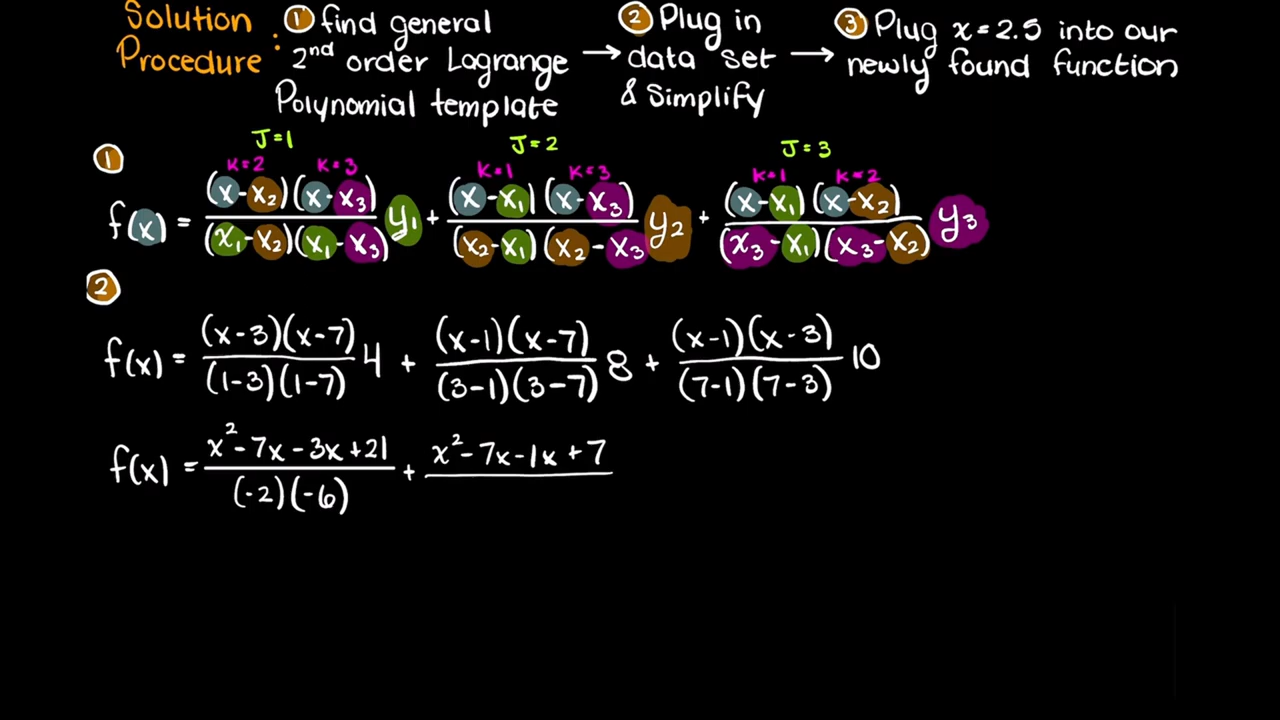 Solution Procedure :
① find general 2nd order Lagrange Polynomial template
→ ② Plug in data set & Simplify
→ ③ Plug x = 2.5 into our newly found function
J=1 J=2 J=3
K=2 K=3 K=1 K=3 K=1 K=2
①
f(x) = (x-x₂)(x-x₃)/(x₁-x₂)(x₁-x₃) y₁ + (x-x₁)(x-x₃)/(x₂-x₁)(x₂-x₃) y₂ + (x-x₁)(x-x₂)/(x₃-x₁)(x₃-x₂) y₃
②
f(x) = (x-3)(x-7)/(1-3)(1-7) 4 + (x-1)(x-7)/(3-1)(3-7) 8 + (x-1)(x-3)/(7-1)(7-3) 10
f(x) = x²-7x-3x+21/(-2)(-6) + x²-7x-1x+7